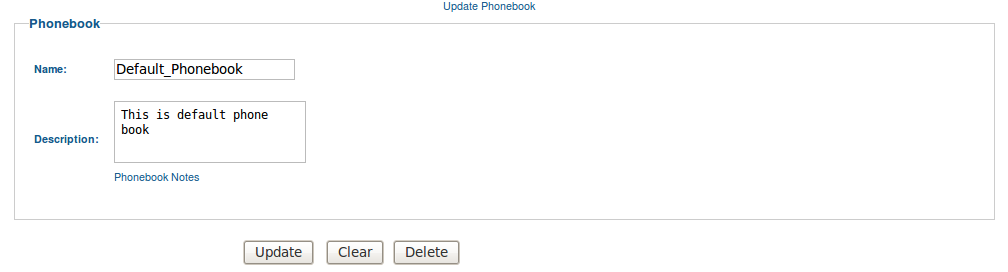 Update Phonebook
Phonebook
Name:
Default_Phonebook
Description:
This is default phone
book
Phonebook Notes
Update Clear Delete